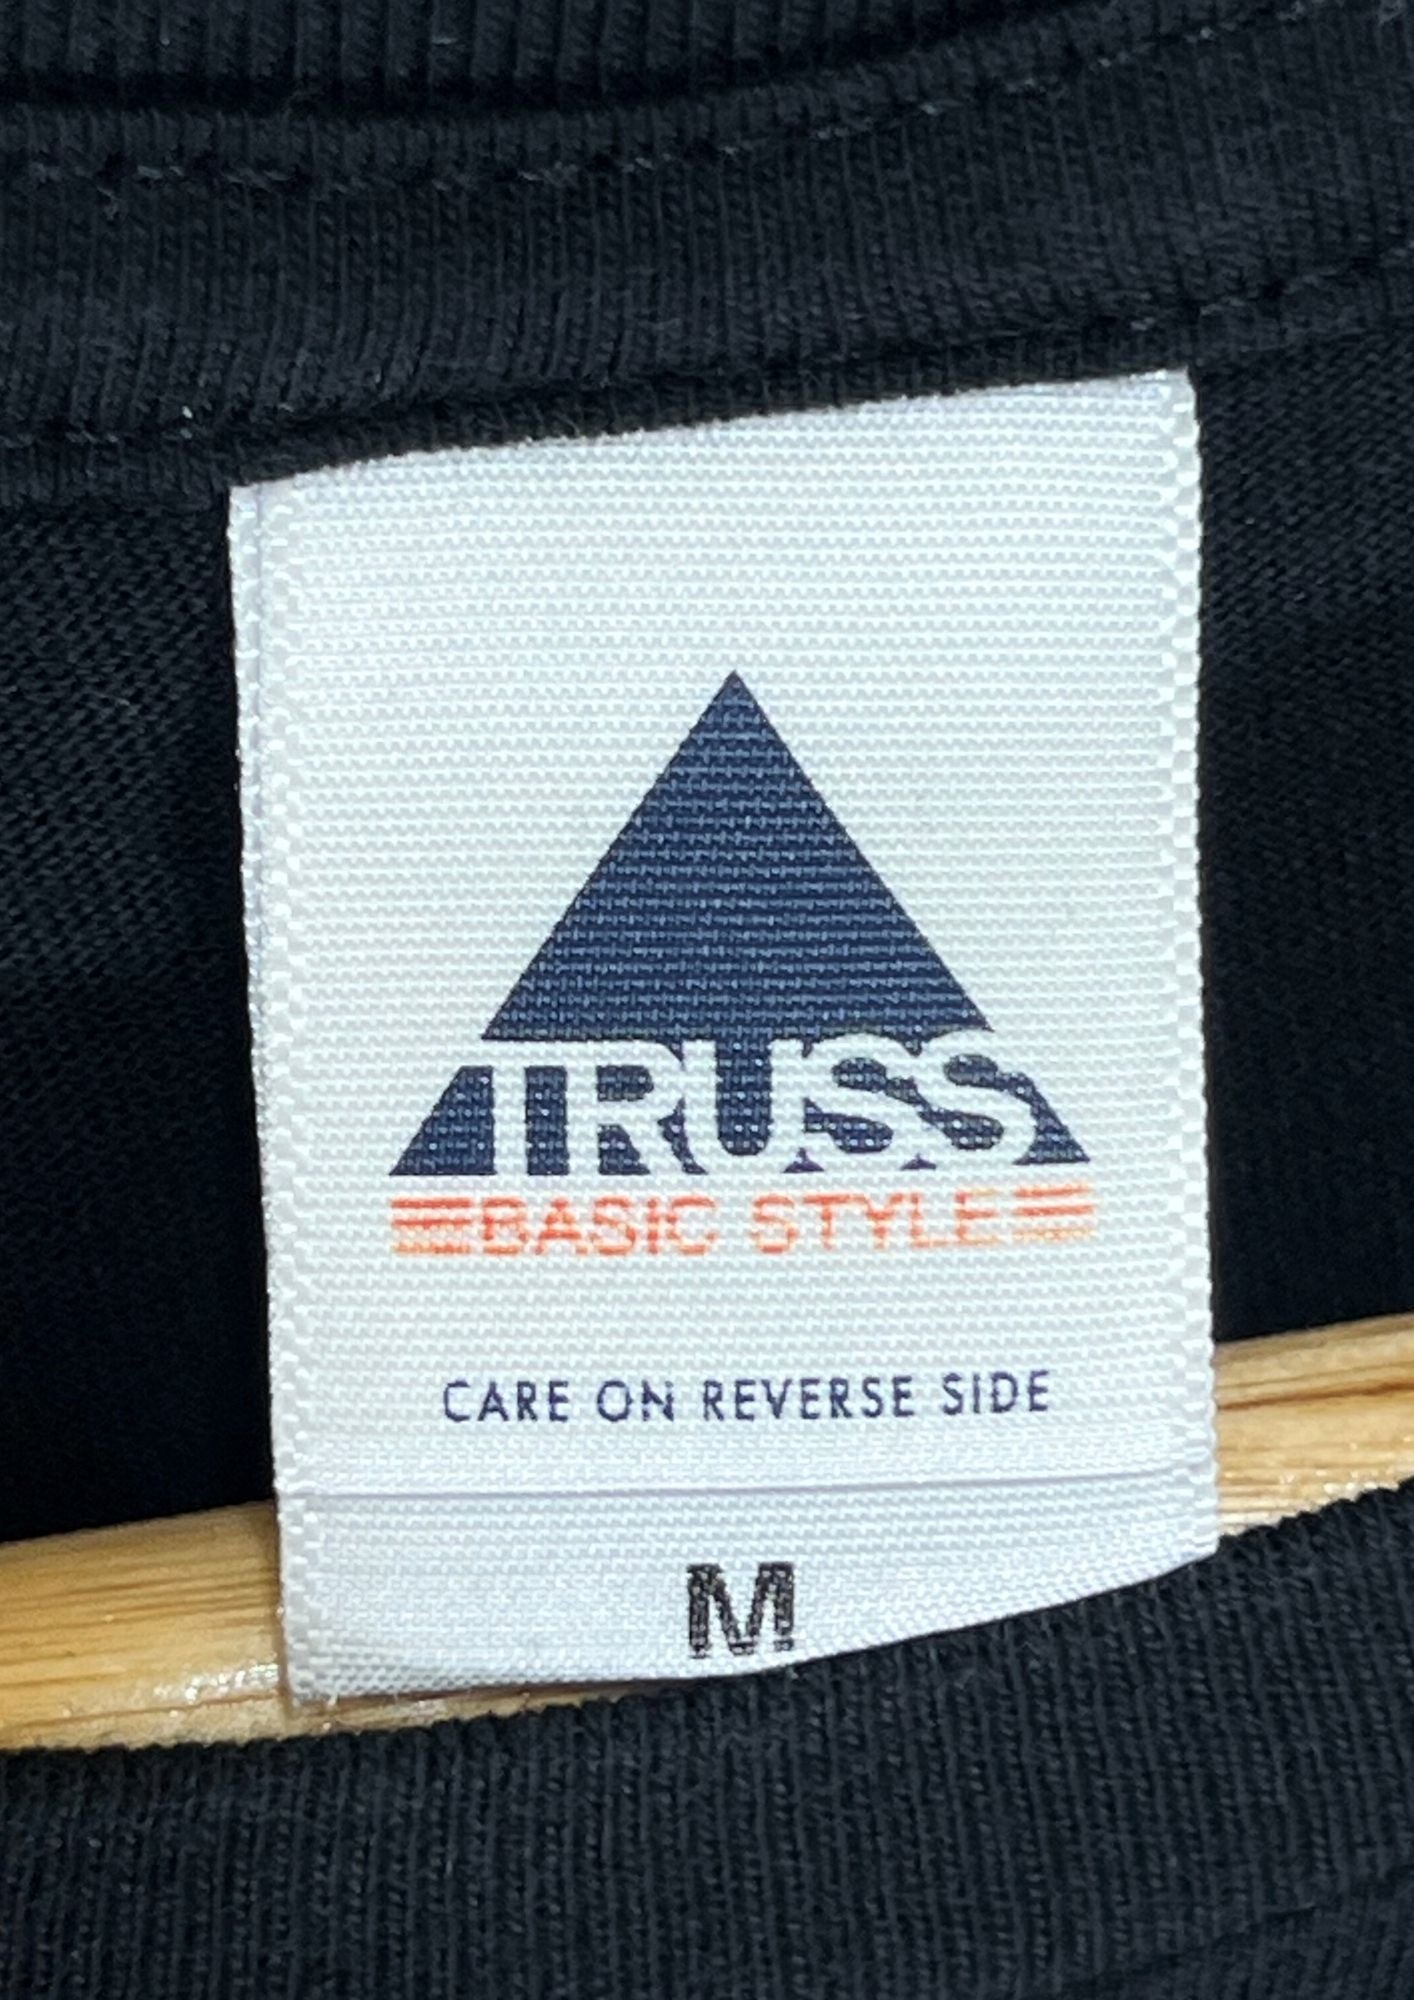 TRUSS
BASIC STYLE
CARE ON REVERSE SIDE
M